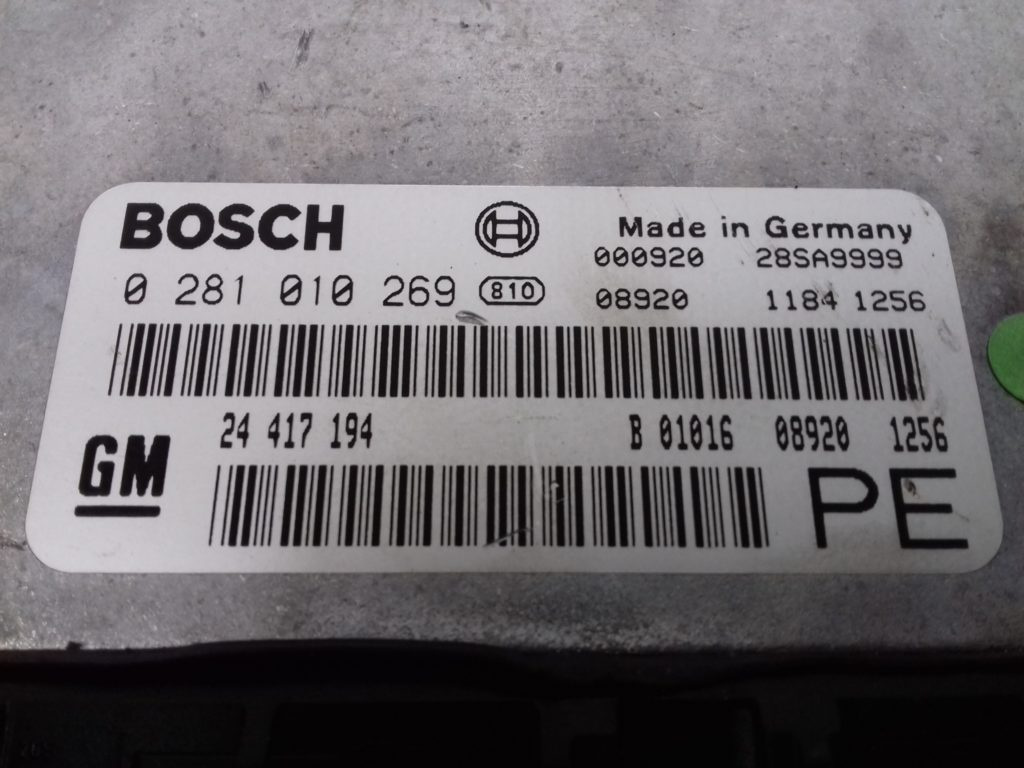 BOSCH
Made in Germany
000920 28SA9999
0 281 010 269 810
08920 1184 1256
24 417 194 B 01016 08920 1256
GM
PE